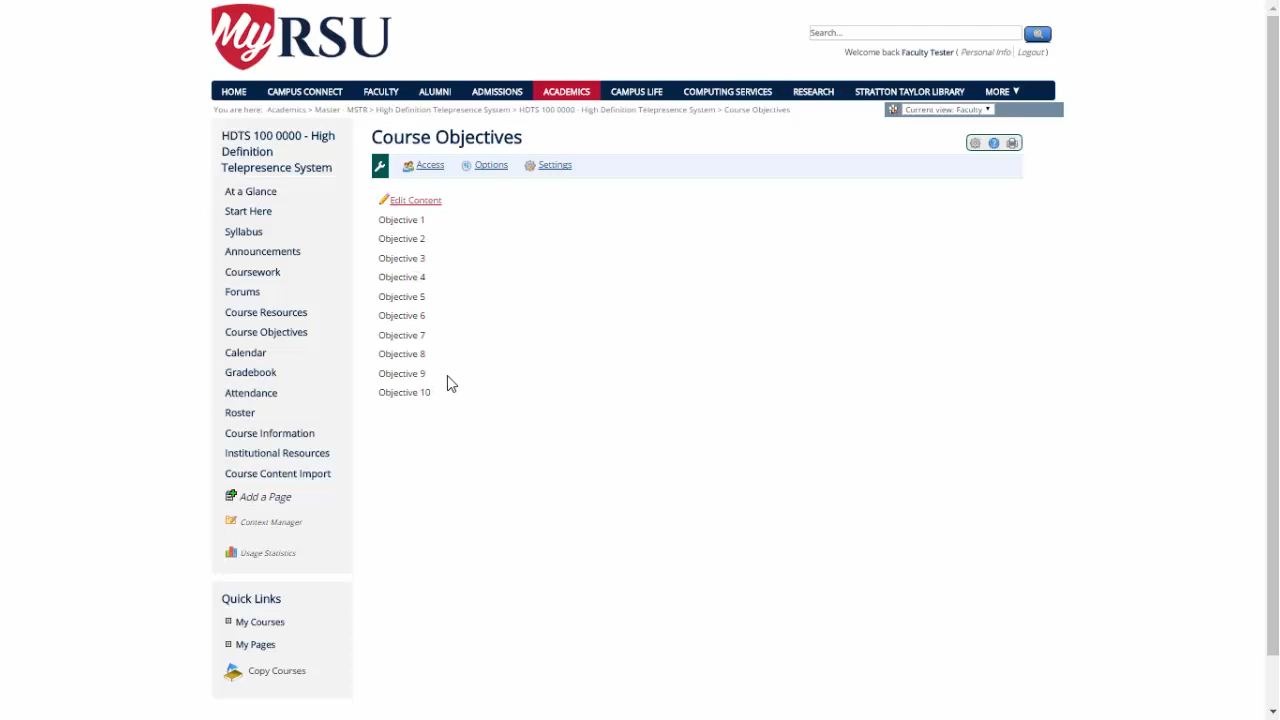 My RSU
Search...
Welcome back Faculty Tester ( Personal Info | Logout )
HOME CAMPUS CONNECT FACULTY ALUMNI ADMISSIONS ACADEMICS CAMPUS LIFE COMPUTING SERVICES RESEARCH STRATTON TAYLOR LIBRARY MORE ▼
You are here: Academics > Master - MSTR > High Definition Telepresence System > HDTS 100 0000 - High Definition Telepresence System > Course Objectives
Current view: Faculty
HDTS 100 0000 - High
Definition
Telepresence System
At a Glance
Start Here
Syllabus
Announcements
Coursework
Forums
Course Resources
Course Objectives
Calendar
Gradebook
Attendance
Roster
Course Information
Institutional Resources
Course Content Import
Add a Page
Context Manager
Usage Statistics
Quick Links
My Courses
My Pages
Copy Courses
Course Objectives
Access Options Settings
Edit Content
Objective 1
Objective 2
Objective 3
Objective 4
Objective 5
Objective 6
Objective 7
Objective 8
Objective 9
Objective 10